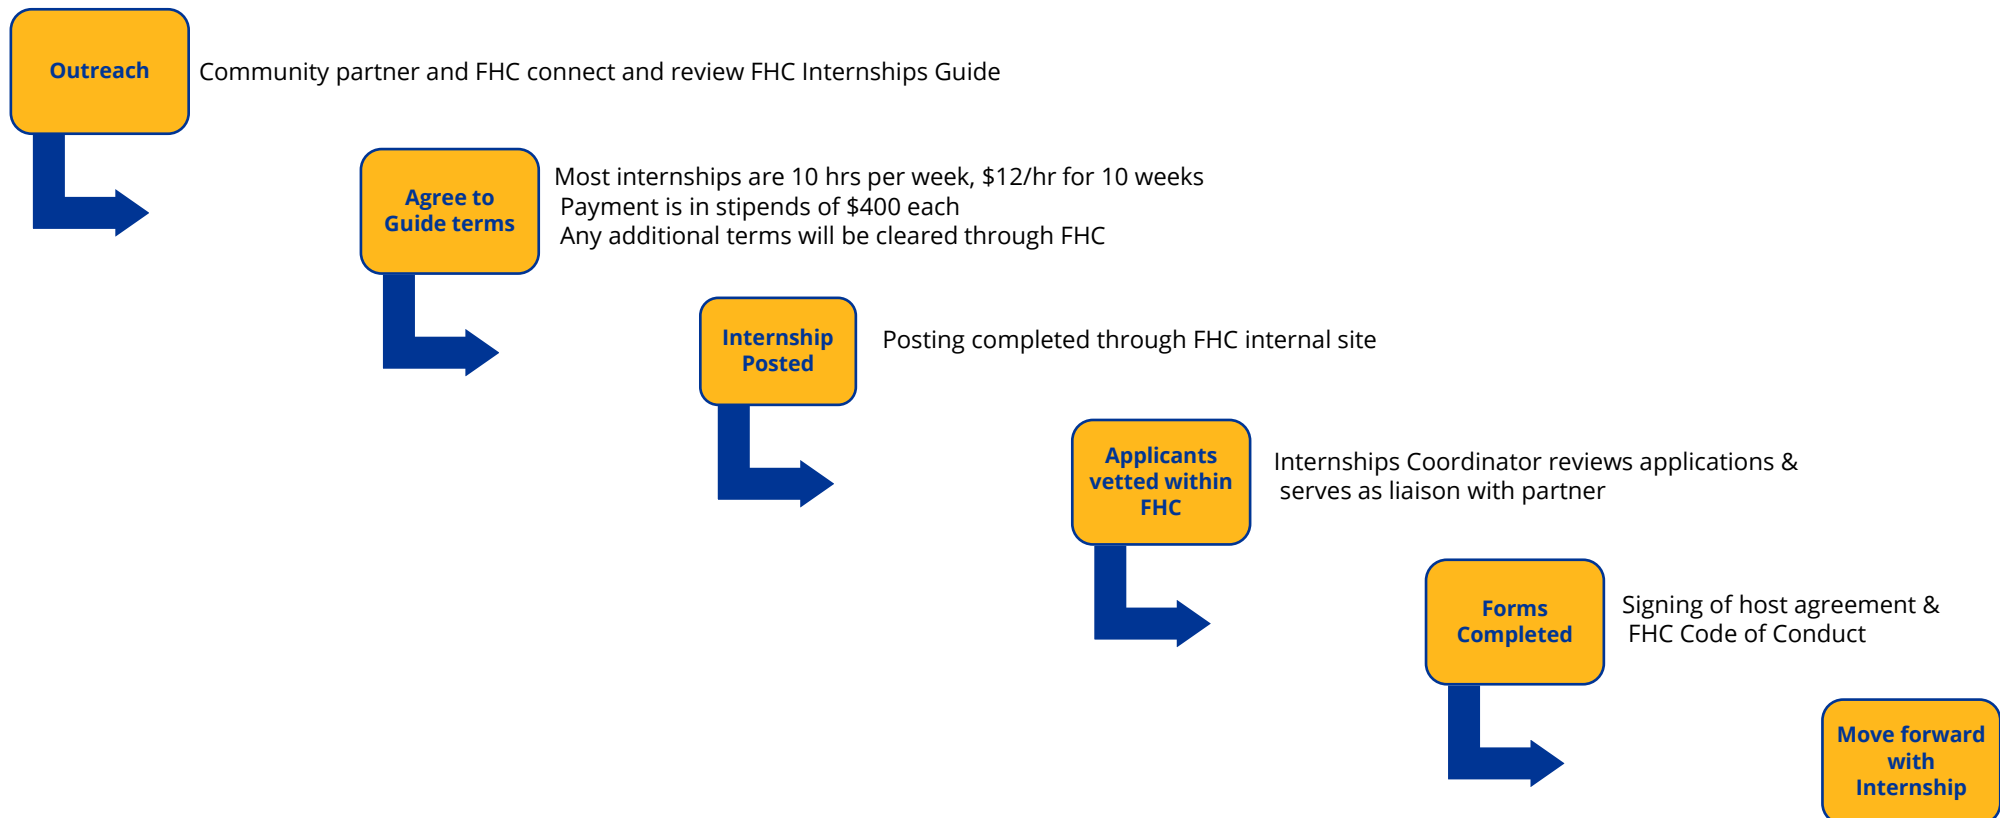 Outreach
Community partner and FHC connect and review FHC Internships Guide
Agree to
Guide terms
Most internships are 10 hrs per week, $12/hr for 10 weeks
Payment is in stipends of $400 each
Any additional terms will be cleared through FHC
Internship
Posted
Posting completed through FHC internal site
Applicants
vetted within
FHC
Internships Coordinator reviews applications &
serves as liaison with partner
Forms
Completed
Signing of host agreement &
FHC Code of Conduct
Move forward
with
Internship